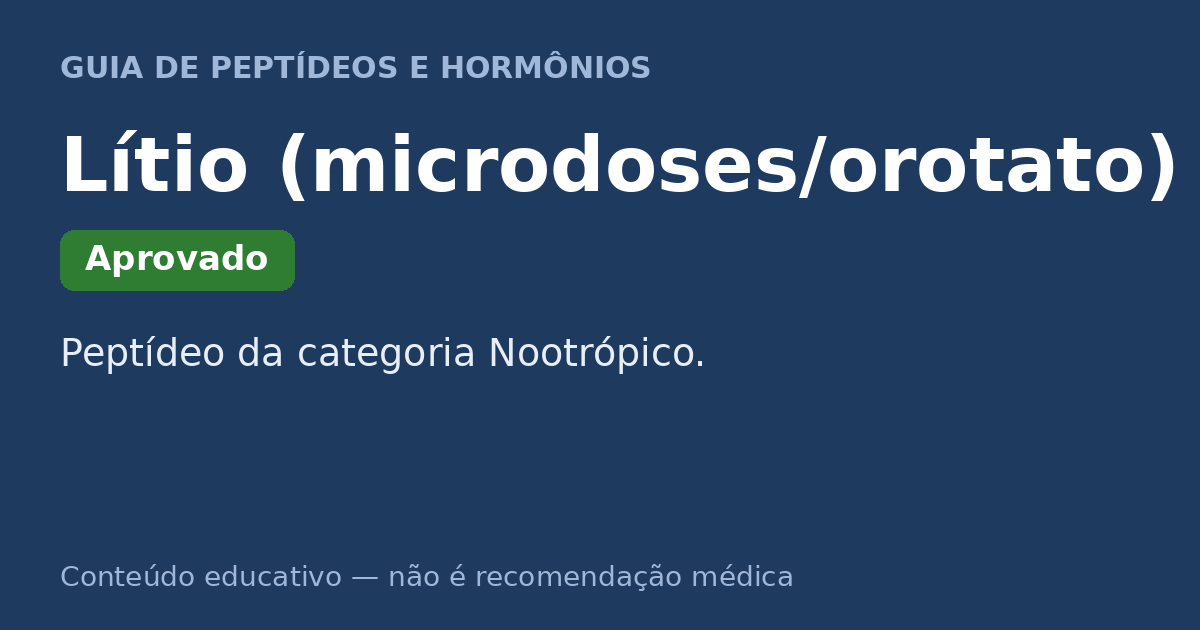 GUIA DE PEPTÍDEOS E HORMÔNIOS
Lítio (microdoses/orotato)
Aprovado
Peptídeo da categoria Nootrópico.
Conteúdo educativo — não é recomendação médica